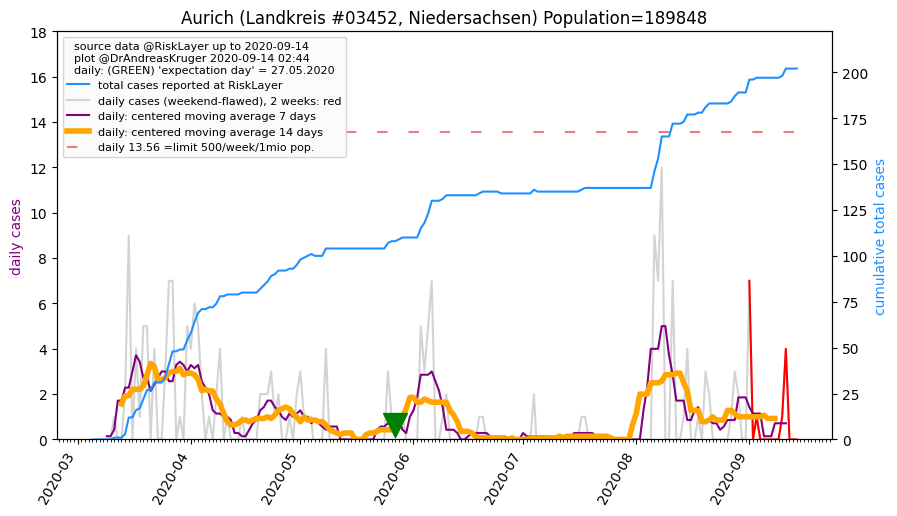 Aurich (Landkreis #03452, Niedersachsen) Population=189848
source data @RiskLayer up to 2020-09-14
plot @DrAndreasKruger 2020-09-14 02:44
daily: (GREEN) 'expectation day' = 27.05.2020
total cases reported at RiskLayer
daily cases (weekend-flawed), 2 weeks: red
daily: centered moving average 7 days
daily: centered moving average 14 days
daily 13.56 =limit 500/week/1mio pop.
daily cases
18
16
14
12
10
8
6
4
2
0
cumulative total cases
200
175
150
125
100
75
50
25
0
2020-03
2020-04
2020-05
2020-06
2020-07
2020-08
2020-09